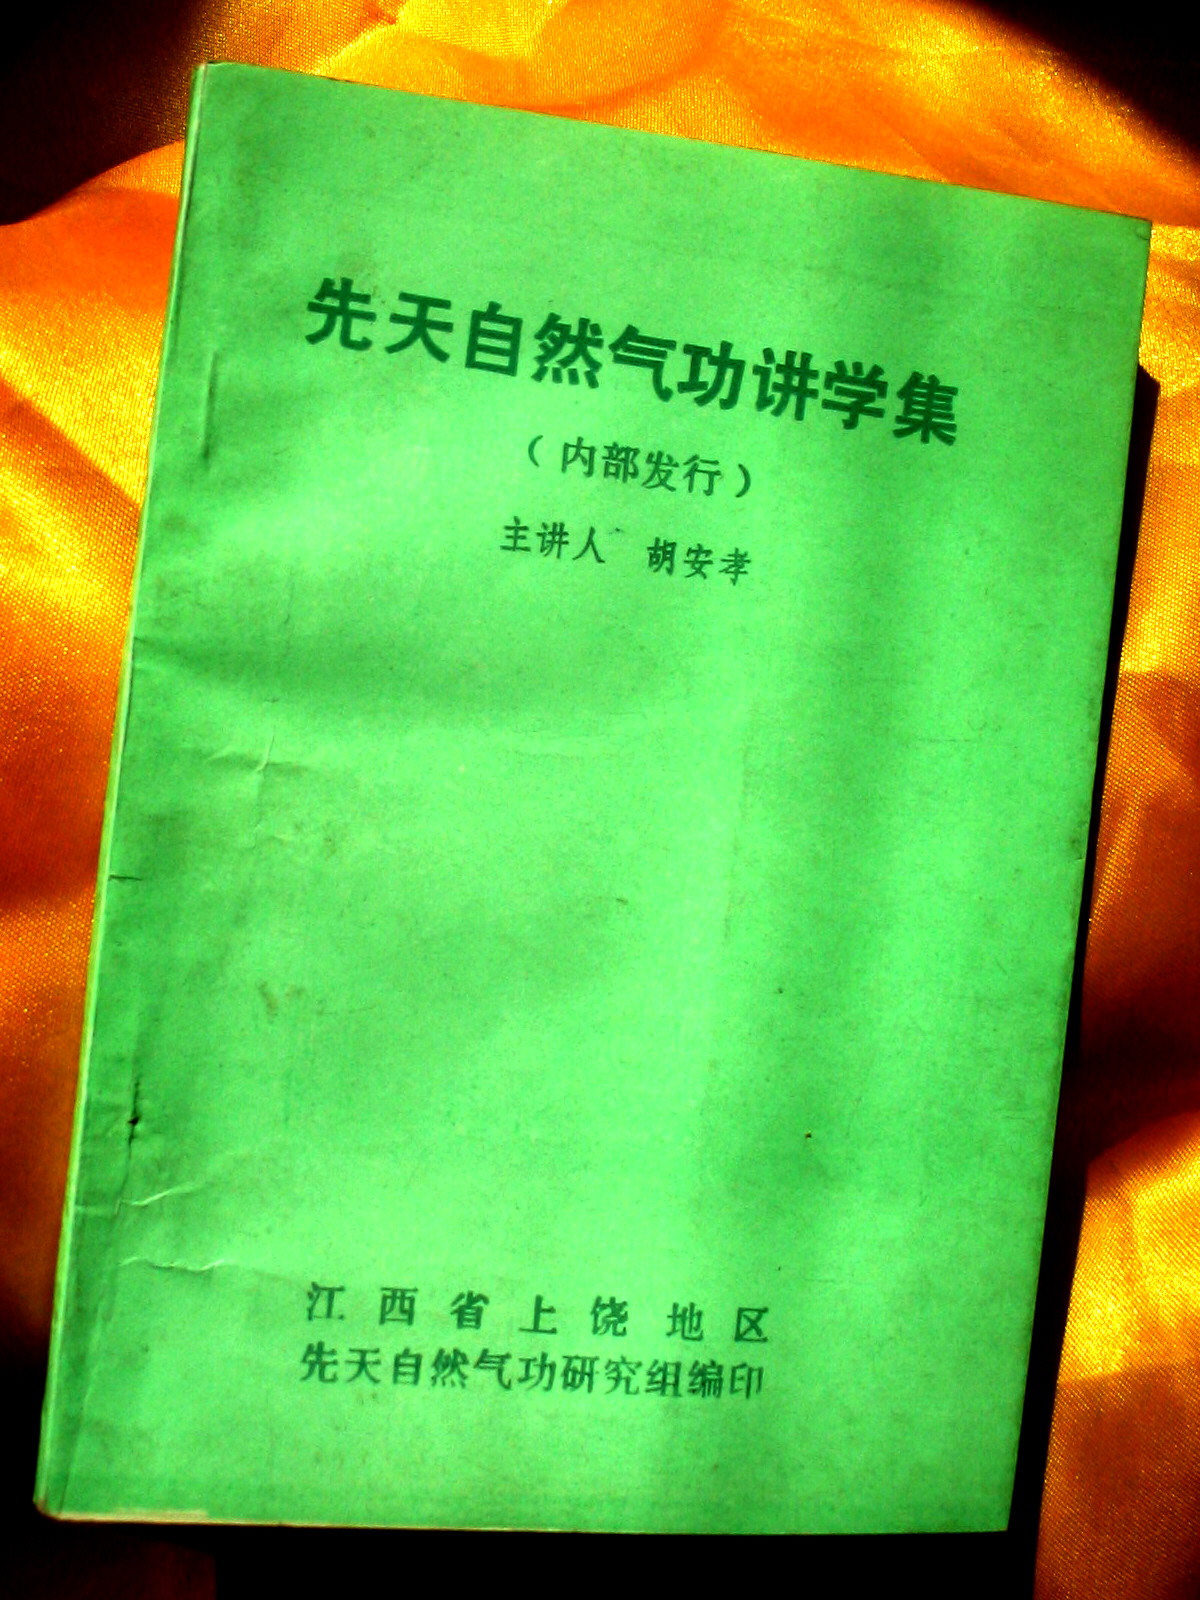 先天自然气功讲学集
（内部发行）
主讲人 胡安孝
江西省上饶地区
先天自然气功研究组编印